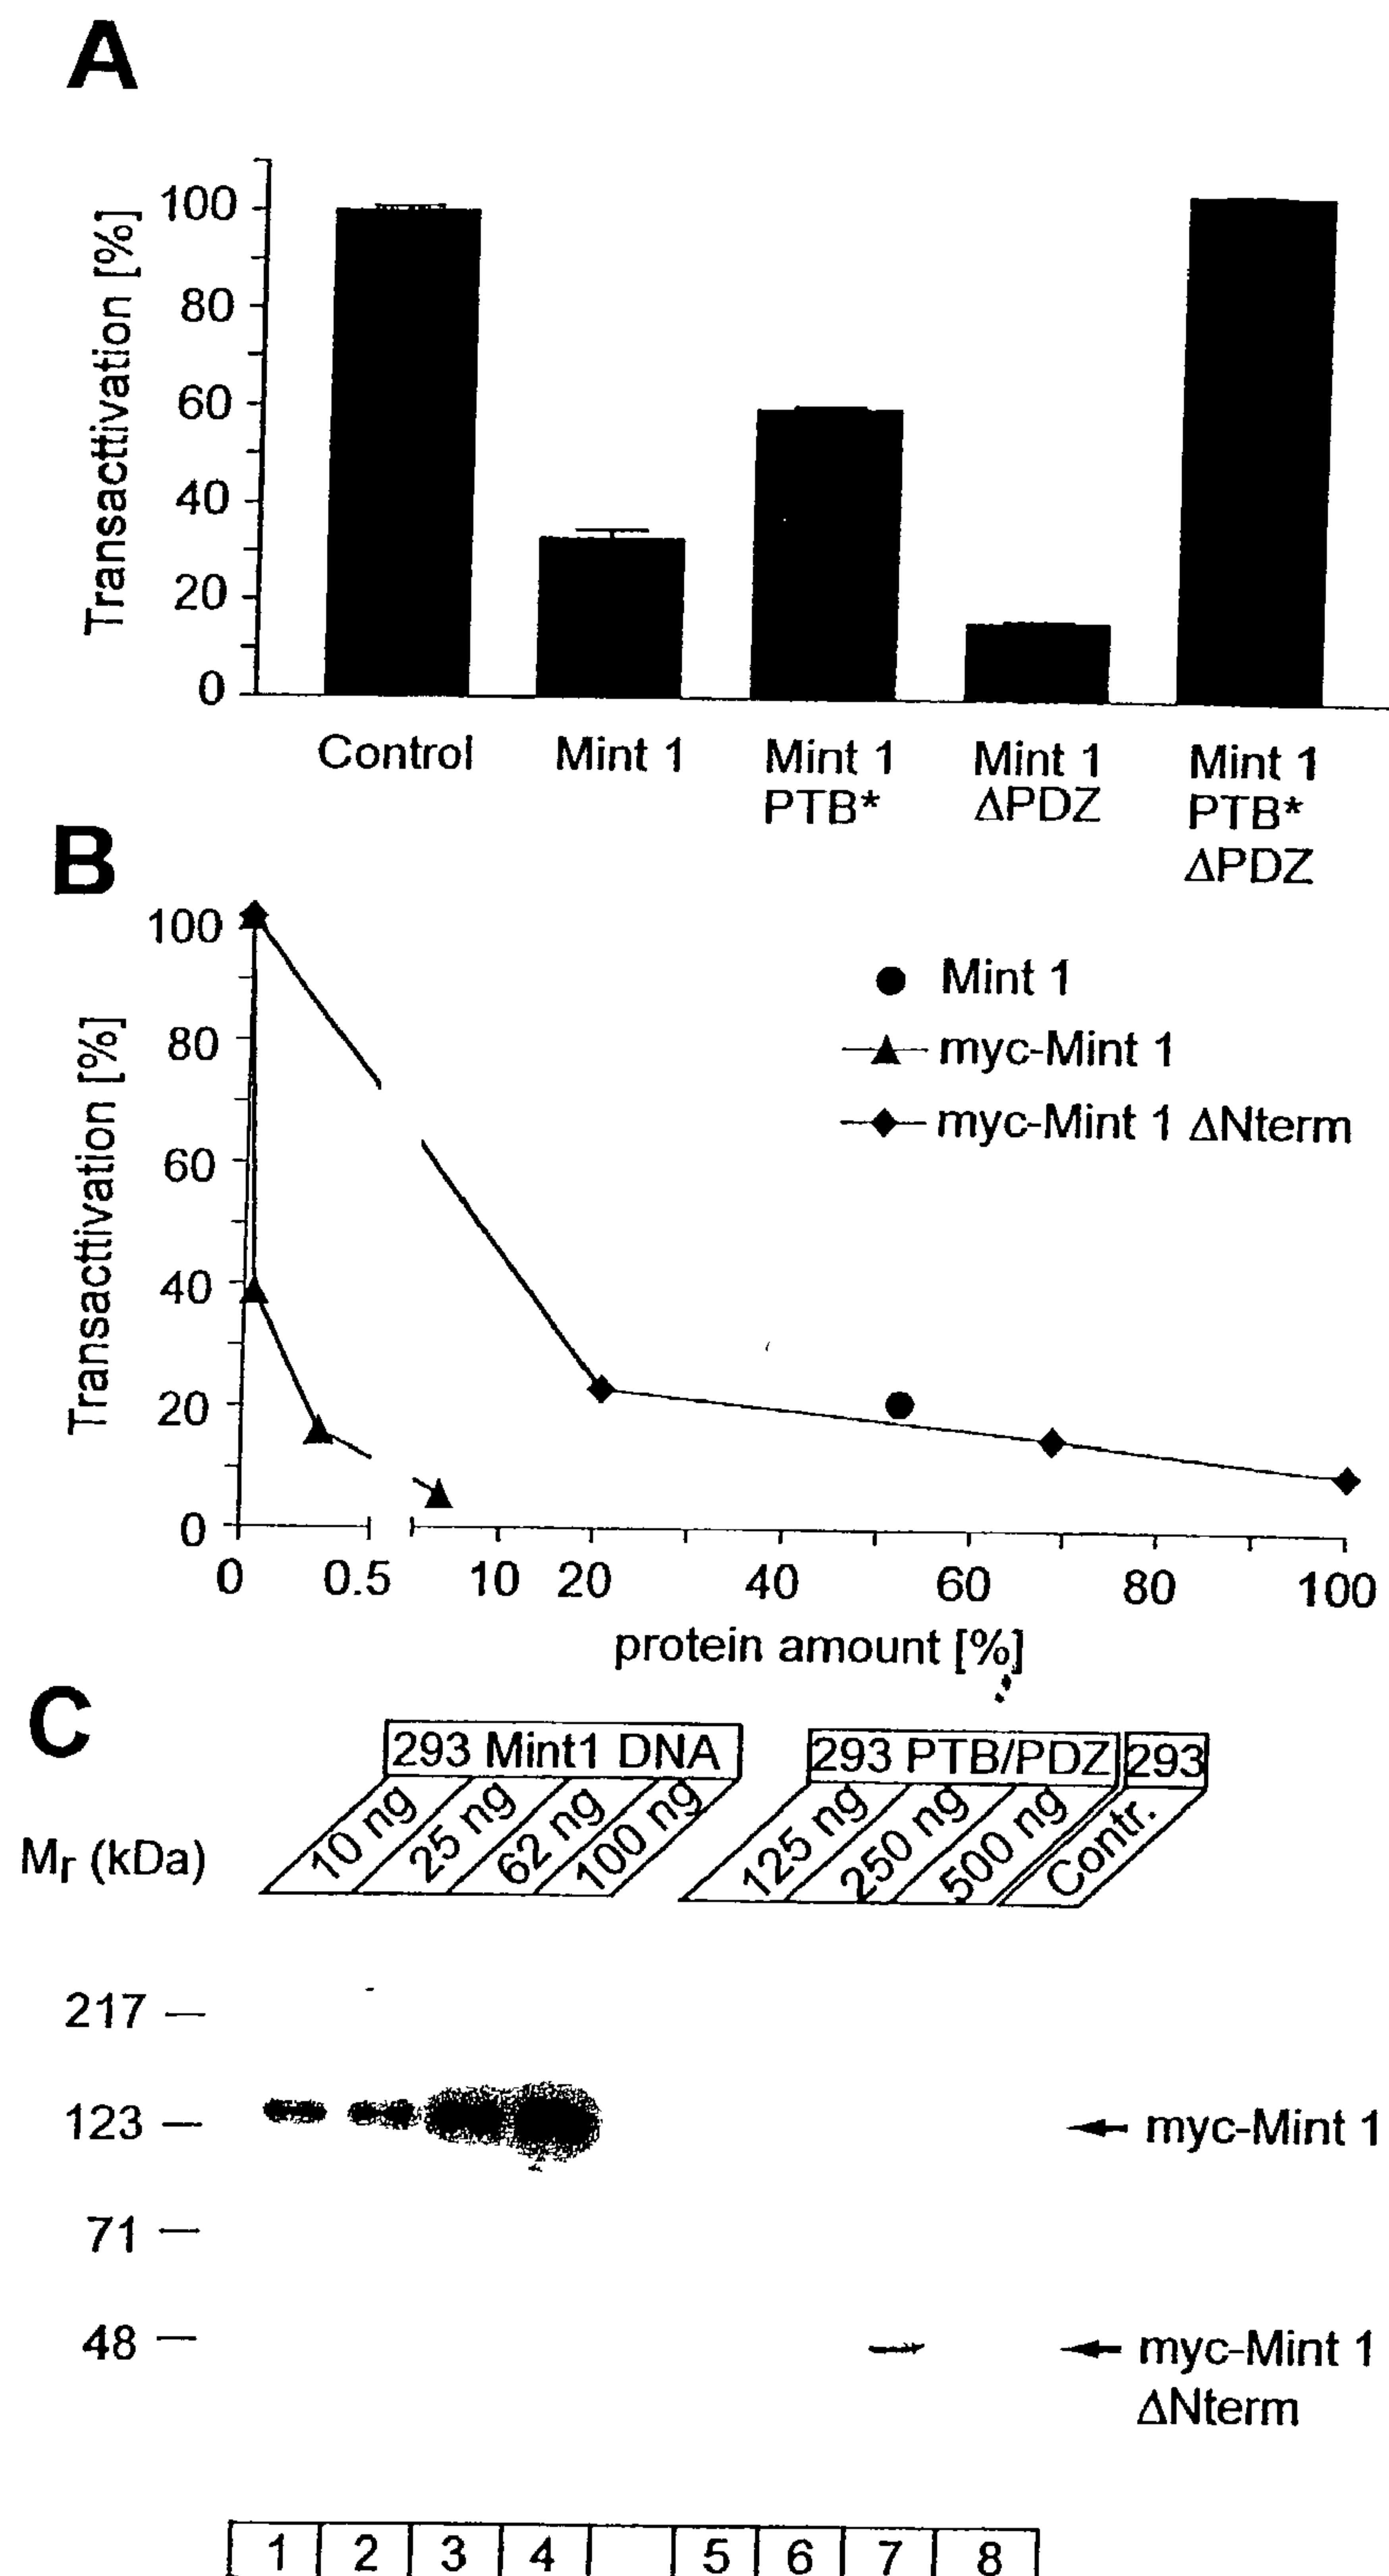 A
Transacttivation [%]
100
80
60
40
20
0
Control
Mint 1
Mint 1
PTB*
Mint 1
ΔPDZ
Mint 1
PTB*
ΔPDZ
B
Transacttivation [%]
100
80
60
40
20
0
Mint 1
myc-Mint 1
myc-Mint 1 ΔNterm
0 0.5 10 20 40 60 80 100
protein amount [%]
C
293 Mint1 DNA 293 PTB/PDZ 293
Mr (kDa) 10 ng 25 ng 62 ng 100 ng 125 ng 250 ng 500 ng Contr.
217
123
myc-Mint 1
71
48
myc-Mint 1
ΔNterm
1 2 3 4 5 6 7 8